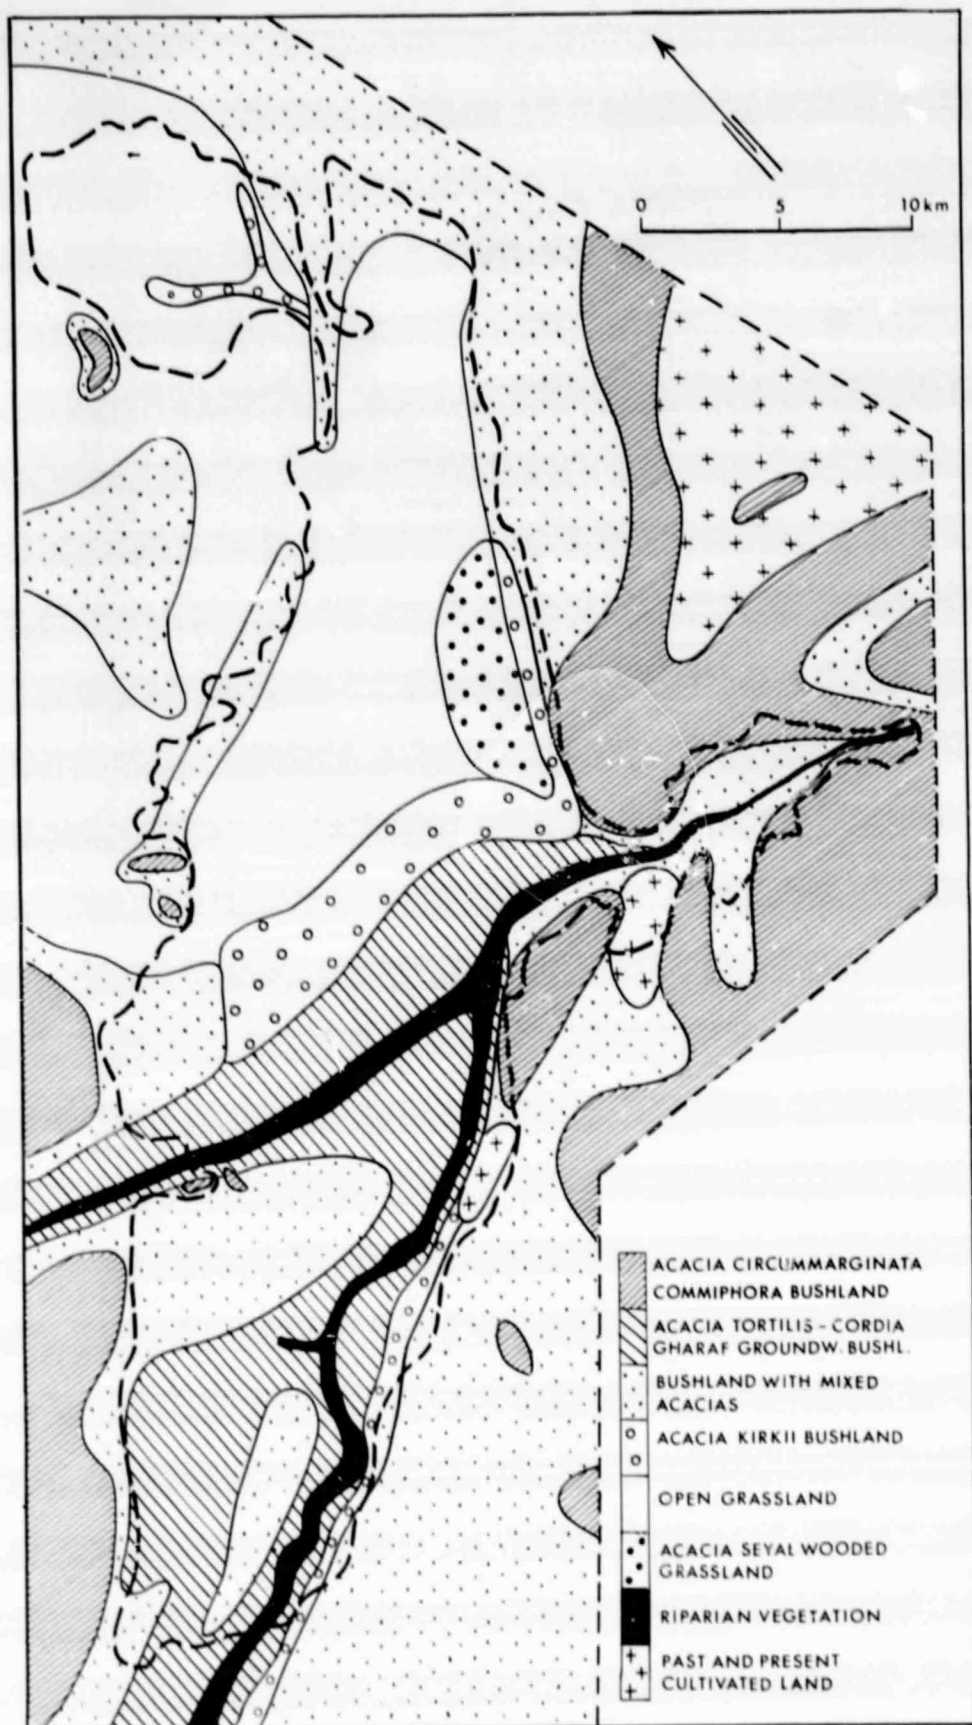 0 5 10 km
ACACIA CIRCUMMARGINATA
COMMIPHORA BUSHLAND
ACACIA TORTILIS - CORDIA
GHARAF GROUNDW. BUSHL.
BUSHLAND WITH MIXED
ACACIAS
ACACIA KIRKII BUSHLAND
OPEN GRASSLAND
ACACIA SEYAL WOODED
GRASSLAND
RIPARIAN VEGETATION
PAST AND PRESENT
CULTIVATED LAND